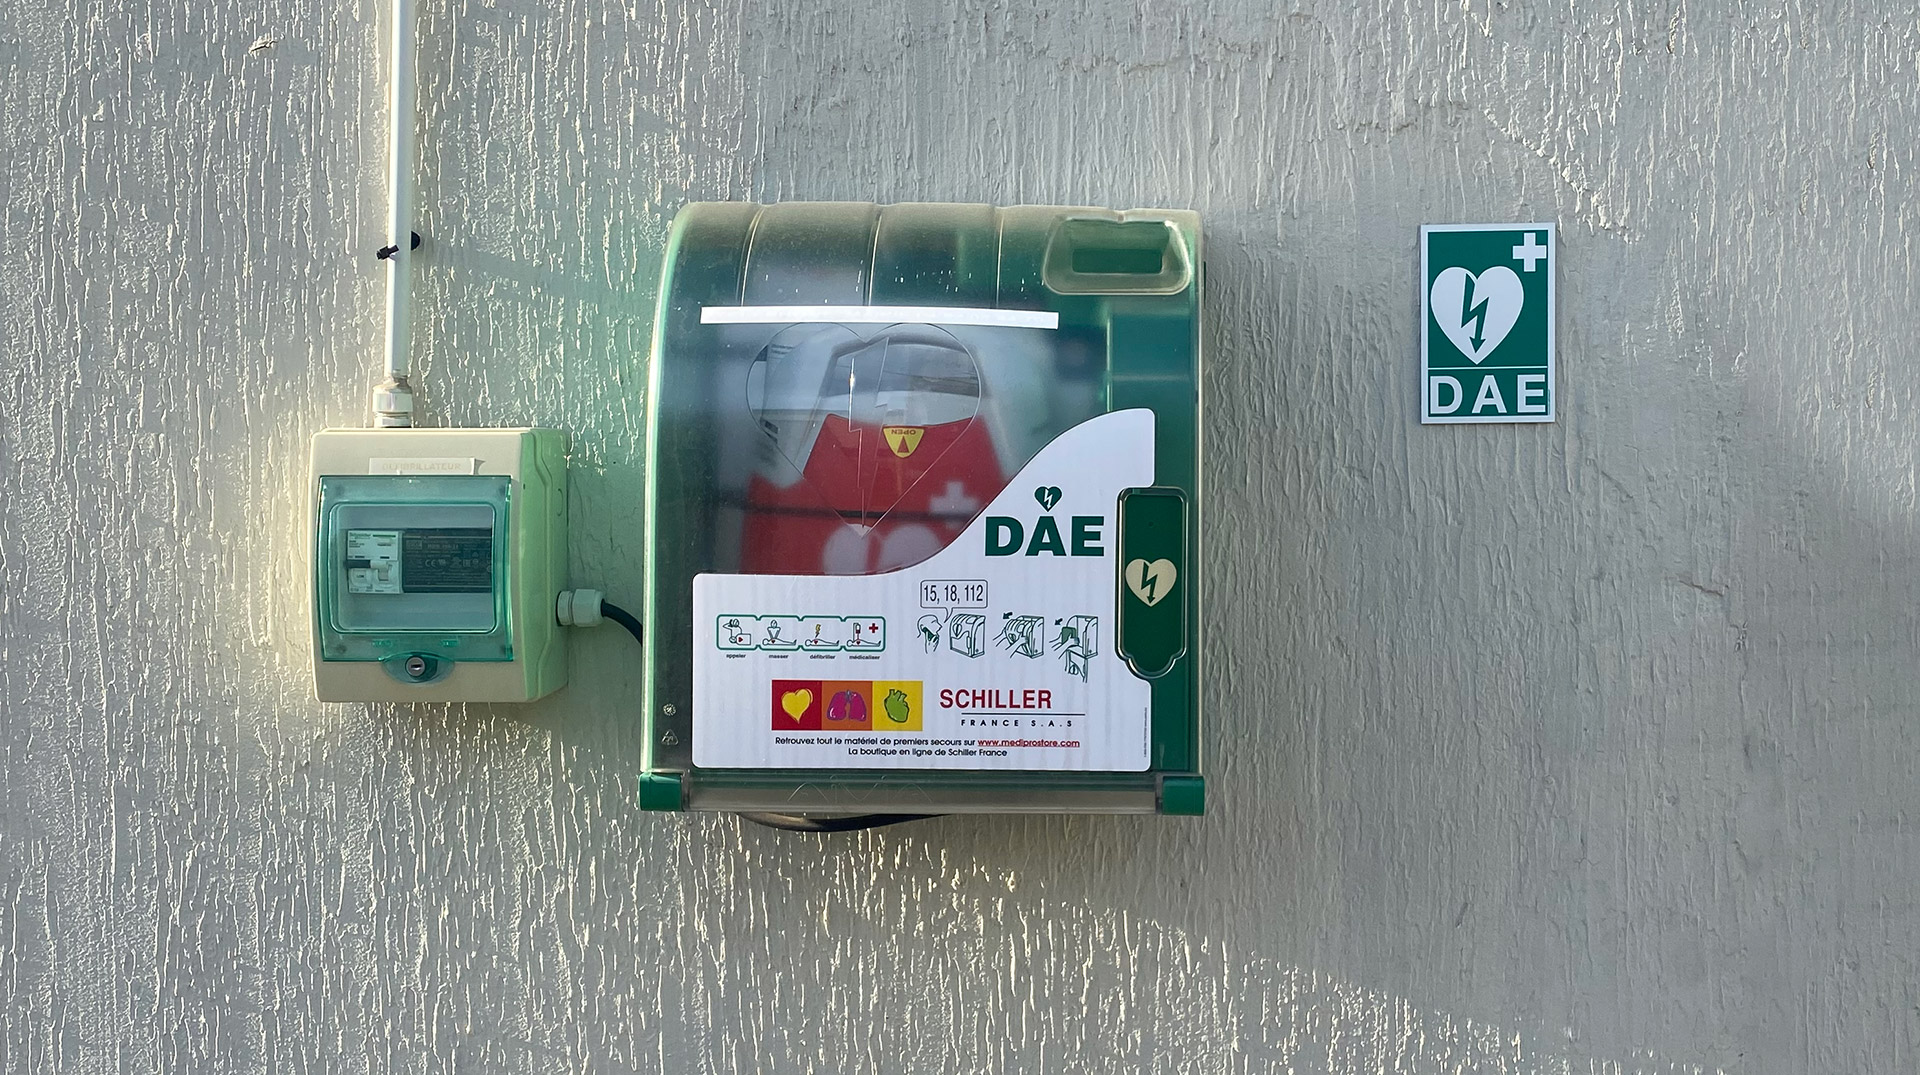 DEFIBRILLATEUR
OPEN
DAE
15, 18, 112
appeler masser défibriller médicaliser
SCHILLER
FRANCE S.A.S
Retrouvez tout le matériel de premiers secours sur www.mediprostore.com
La boutique en ligne de Schiller France
DAE